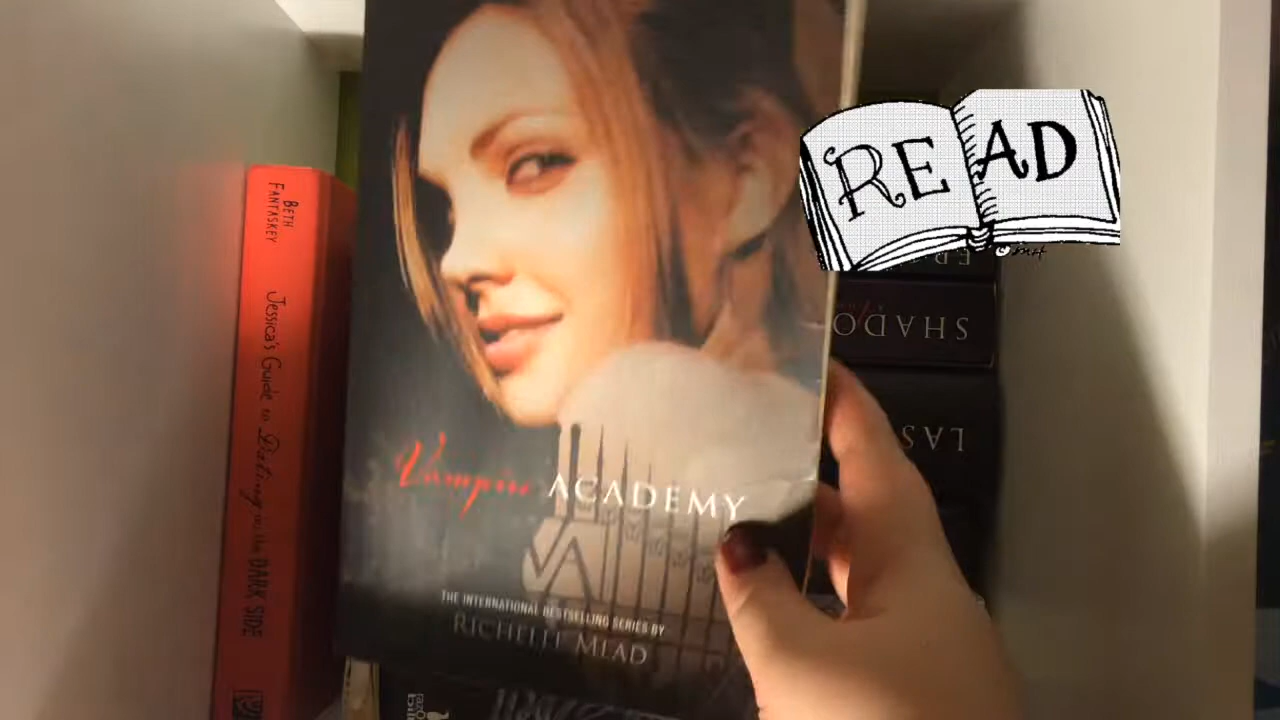 BETH
FANTASKEY
Jessica's Guide to Dating on the DARK SIDE
Vampire ACADEMY
VA
THE INTERNATIONAL BESTSELLING SERIES BY
RICHELLE MEAD
READ
SHADO
LAS